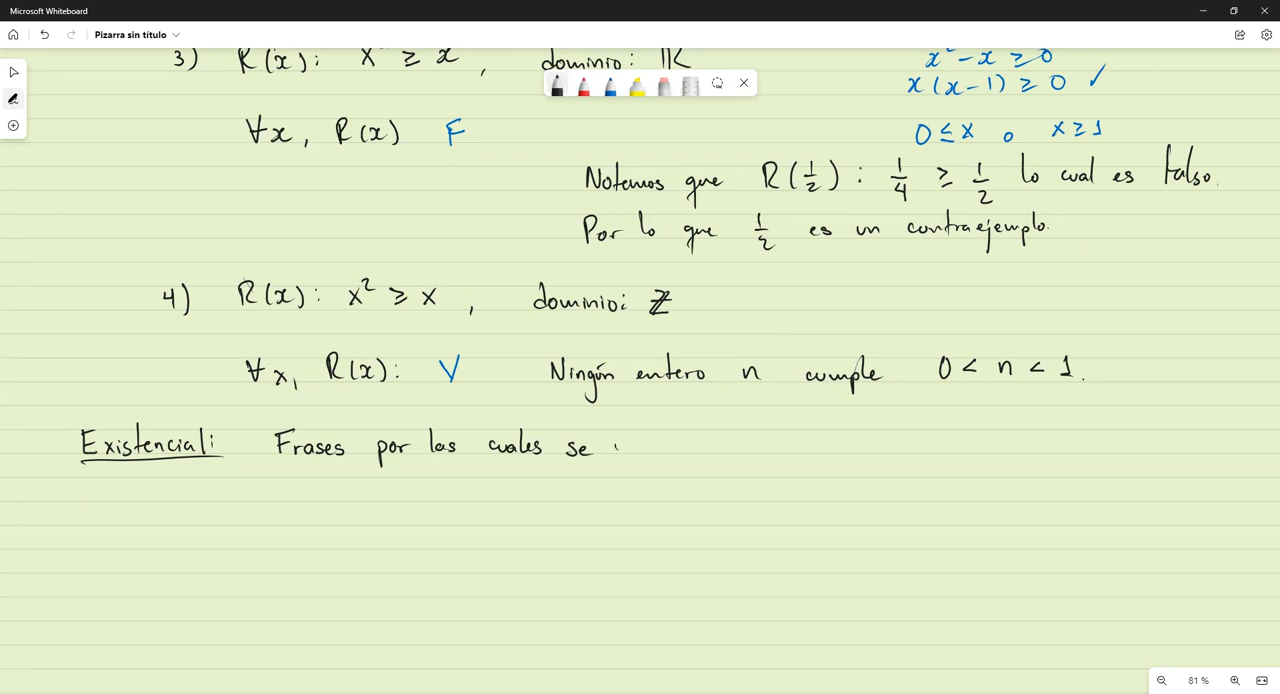 Microsoft Whiteboard
Pizarra sin título
3) R(x): x² ≥ x, dominio: ℝ
x² - x ≥ 0
x(x-1) ≥ 0 ✓
∀x, R(x) F
0 ≤ x o x ≥ 1
Notemos que R(1/2): 1/4 ≥ 1/2 lo cual es falso.
Por lo que 1/2 es un contraejemplo.
4) R(x): x² ≥ x, dominio: ℤ
∀x, R(x): V Ningún entero n cumple 0 < n < 1.
Existencial: Frases por las cuales se
81 %